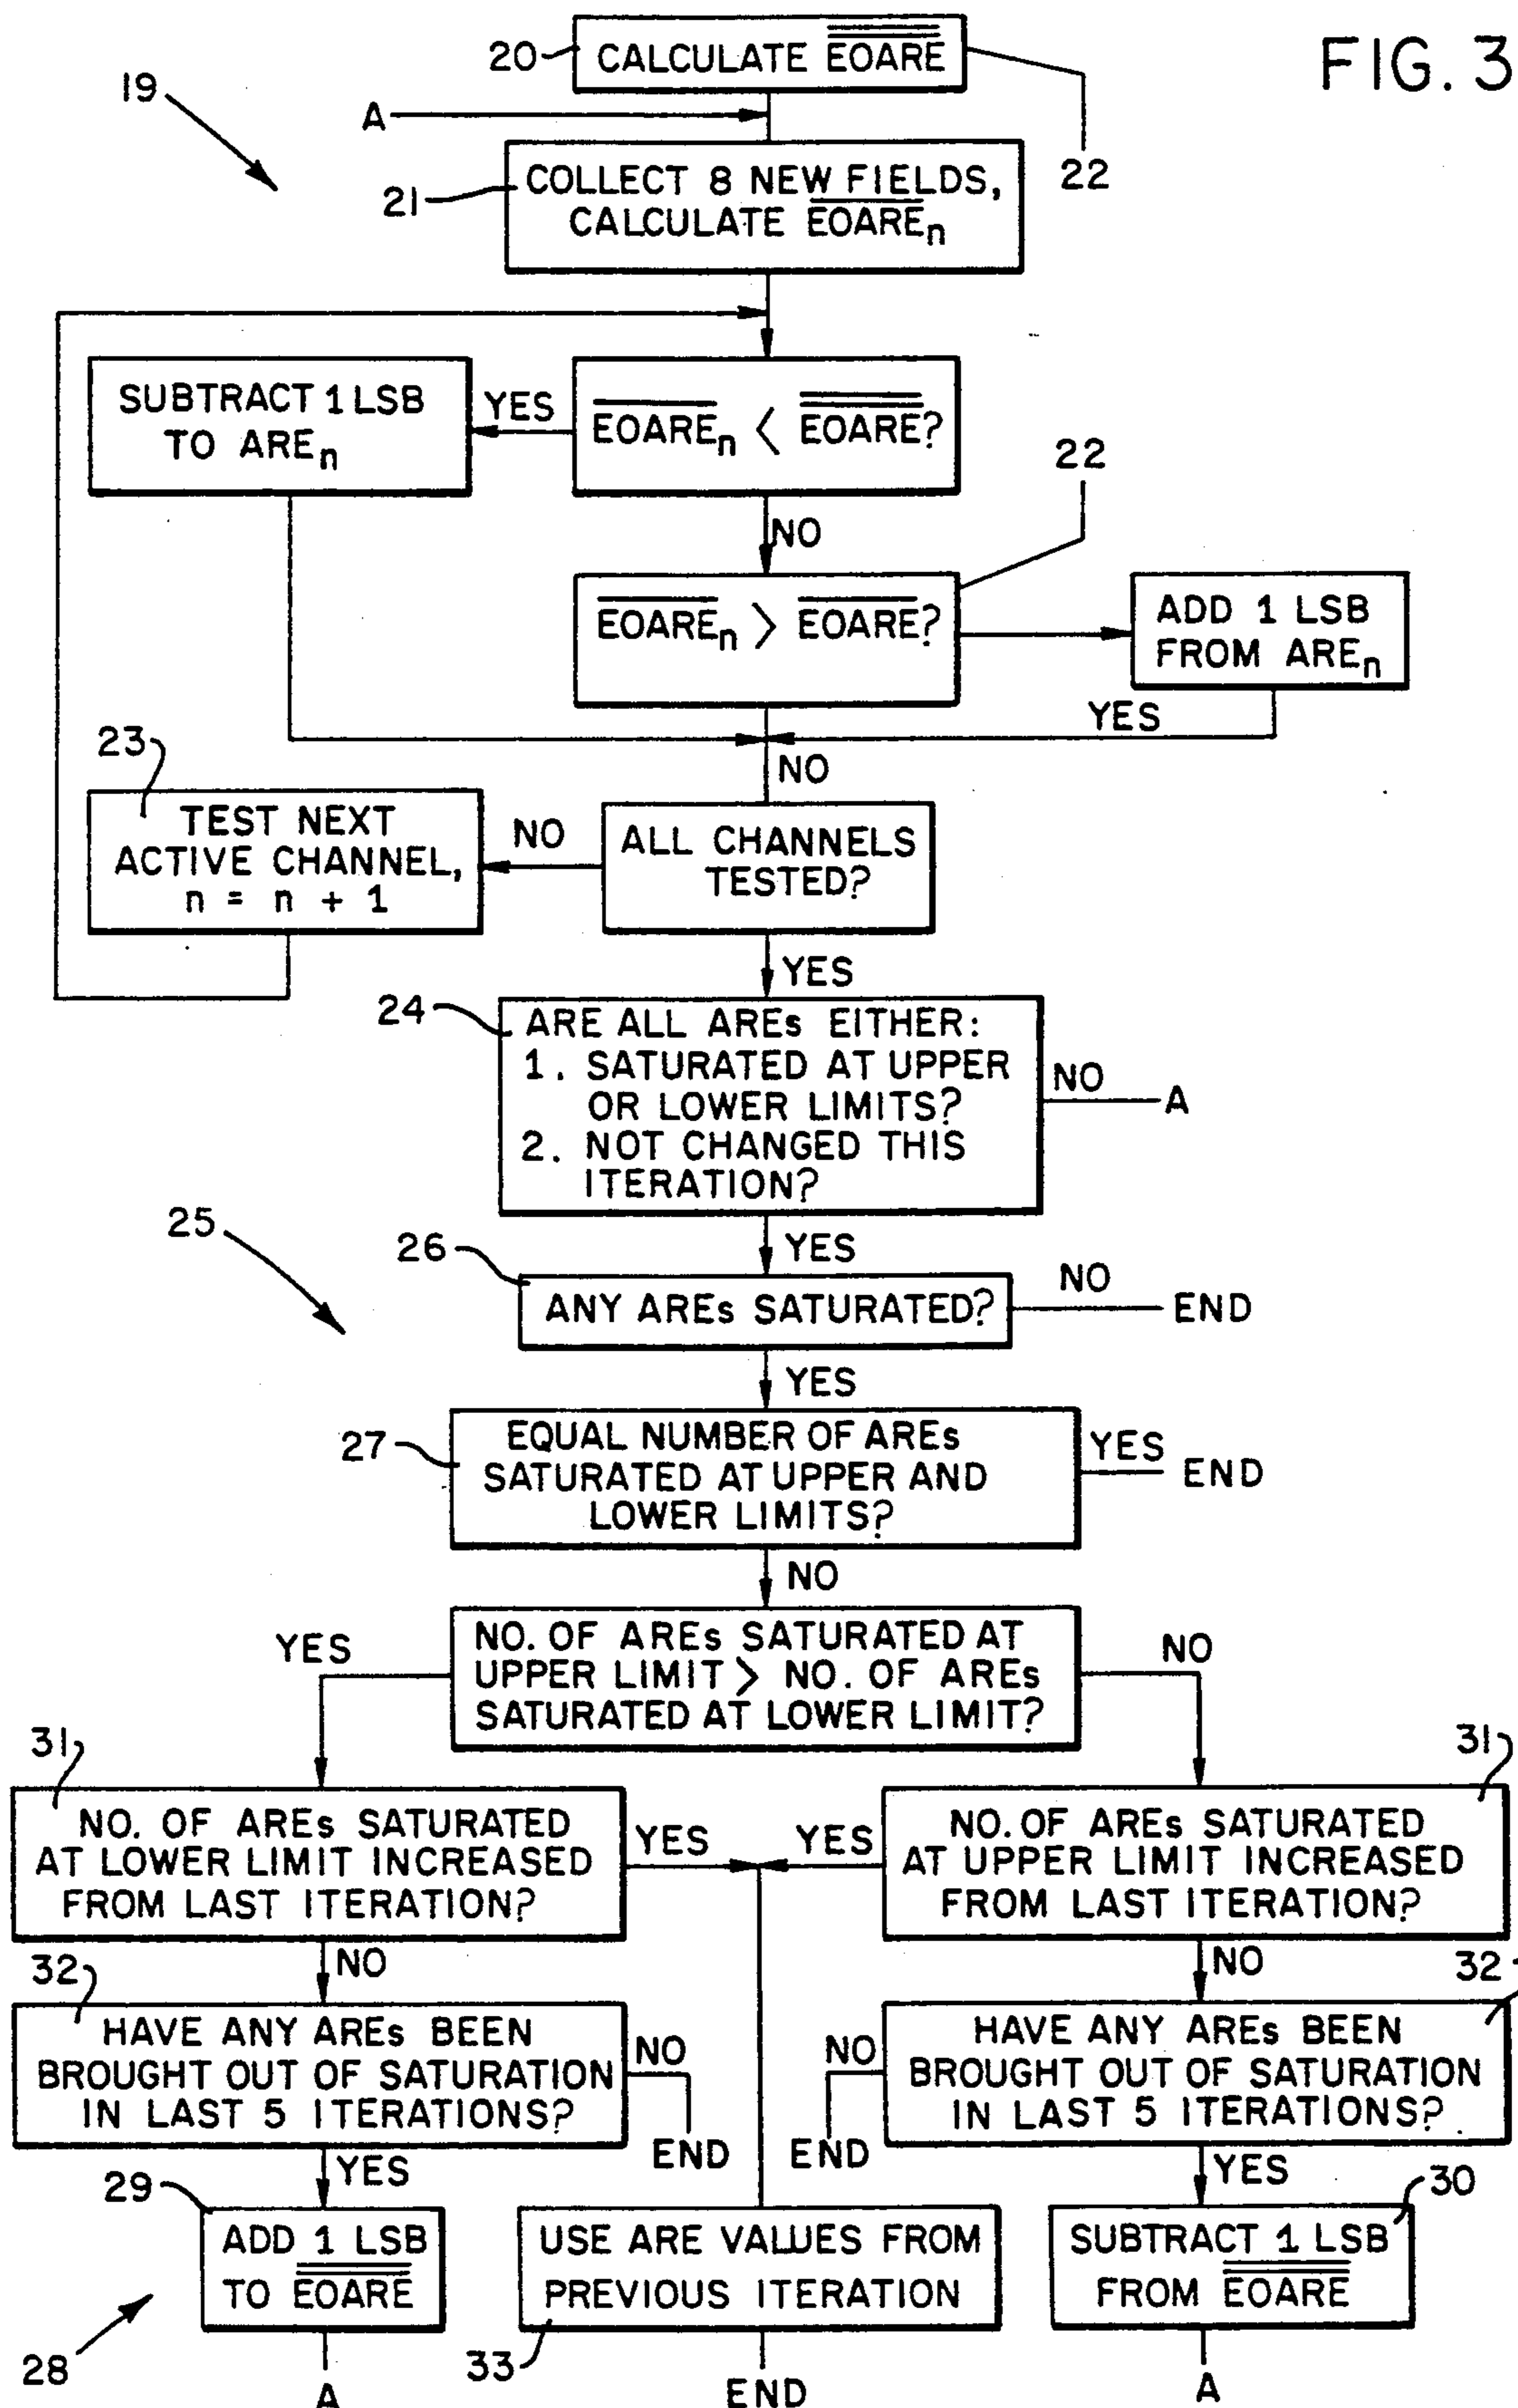 FIG. 3
20
CALCULATE EOARE
19
A
22
21
COLLECT 8 NEW FIELDS,
CALCULATE EOAREn
SUBTRACT 1 LSB
TO AREn
YES
EOAREn < EOARE?
22
NO
EOAREn > EOARE?
ADD 1 LSB
FROM AREn
YES
23
NO
TEST NEXT
ACTIVE CHANNEL,
n = n + 1
NO
ALL CHANNELS
TESTED?
YES
24
ARE ALL AREs EITHER:
1. SATURATED AT UPPER
OR LOWER LIMITS?
2. NOT CHANGED THIS
ITERATION?
NO
A
25
YES
26
ANY AREs SATURATED?
NO
END
YES
27
EQUAL NUMBER OF AREs
SATURATED AT UPPER AND
LOWER LIMITS?
YES
END
NO
YES
NO. OF AREs SATURATED AT
UPPER LIMIT > NO. OF AREs
SATURATED AT LOWER LIMIT?
NO
31
NO. OF AREs SATURATED
AT LOWER LIMIT INCREASED
FROM LAST ITERATION?
YES
YES
31
NO. OF AREs SATURATED
AT UPPER LIMIT INCREASED
FROM LAST ITERATION?
NO
NO
32
HAVE ANY AREs BEEN
BROUGHT OUT OF SATURATION
IN LAST 5 ITERATIONS?
NO
END
32
HAVE ANY AREs BEEN
BROUGHT OUT OF SATURATION
IN LAST 5 ITERATIONS?
NO
END
YES
YES
29
ADD 1 LSB
TO EOARE
USE ARE VALUES FROM
PREVIOUS ITERATION
30
SUBTRACT 1 LSB
FROM EOARE
28
A
33
END
A